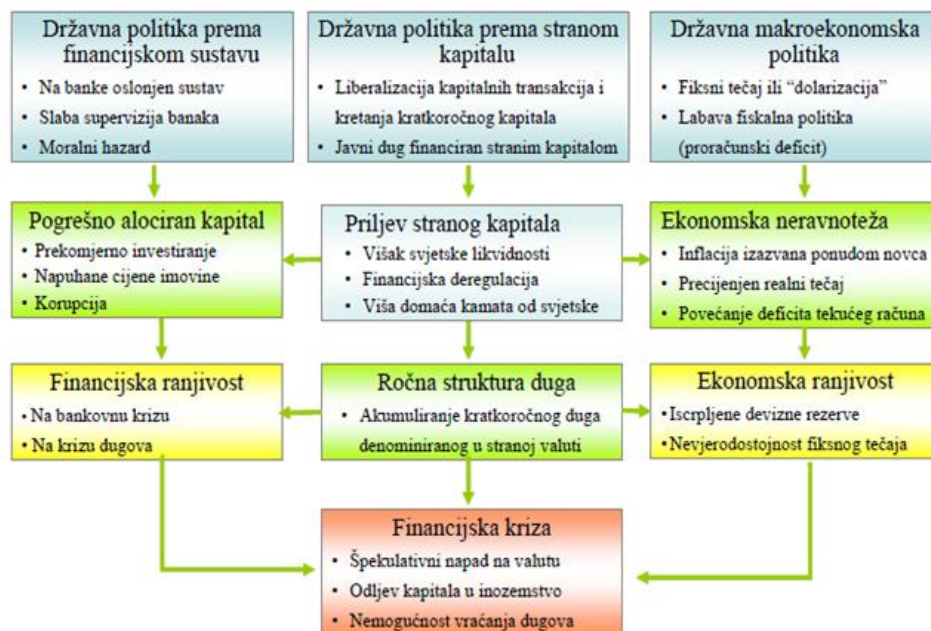 Državna politika prema
financijskom sustavu
• Na banke oslonjen sustav
• Slaba supervizija banaka
• Moralni hazard
Državna politika prema stranom
kapitalu
• Liberalizacija kapitalnih transakcija i
kretanja kratkoročnog kapitala
• Javni dug financiran stranim kapitalom
Državna makroekonomska
politika
• Fiksni tečaj ili “dolarizacija”
• Labava fiskalna politika
(proračunski deficit)
Pogrešno alociran kapital
• Prekomjerno investiranje
• Napuhane cijene imovine
• Korupcija
Priljev stranog kapitala
• Višak svjetske likvidnosti
• Financijska deregulacija
• Viša domaća kamata od svjetske
Ekonomska neravnoteža
• Inflacija izazvana ponudom novca
• Precijenjen realni tečaj
• Povećanje deficita tekućeg računa
Financijska ranjivost
• Na bankovnu krizu
• Na krizu dugova
Ročna struktura duga
• Akumuliranje kratkoročnog duga
denominiranog u stranoj valuti
Ekonomska ranjivost
• Iscrpljene devizne rezerve
• Nevjerodostojnost fiksnog tečaja
Financijska kriza
• Špekulativni napad na valutu
• Odljev kapitala u inozemstvo
• Nemogućnost vraćanja dugova